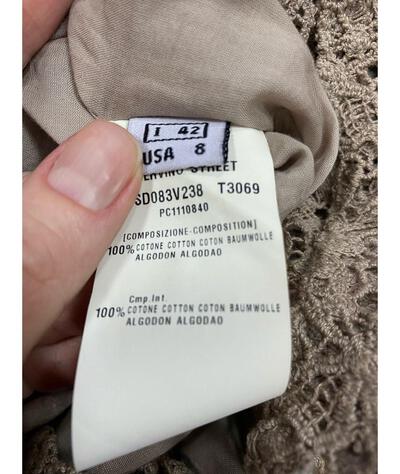 I 42
USA 8
ERVINO STREET
SD083V238 T3069
PC1110840
[COMPOSIZIONE-COMPOSITION]
100% COTONE COTTON COTON BAUMWOLLE
ALGODON ALGODAO
Cmp.Int.
100% COTONE COTTON COTON BAUMWOLLE
ALGODON ALGODAO